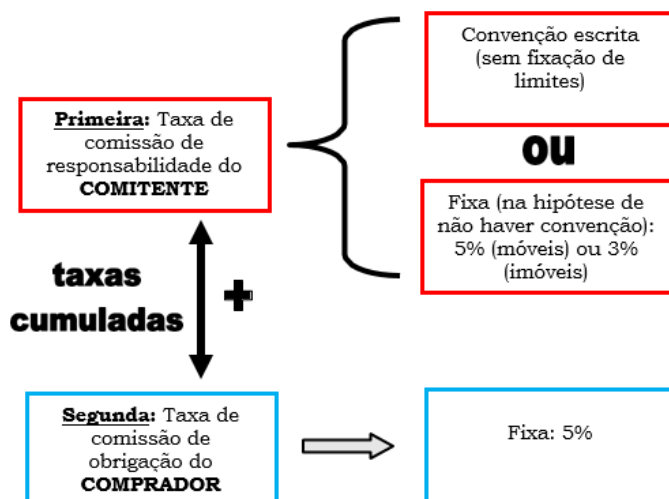 Primeira: Taxa de
comissão de
responsabilidade do
COMITENTE
Convenção escrita
(sem fixação de
limites)
ou
Fixa (na hipótese de
não haver convenção):
5% (móveis) ou 3%
(imóveis)
taxas
cumuladas
+
Segunda: Taxa de
comissão de
obrigação do
COMPRADOR
Fixa: 5%